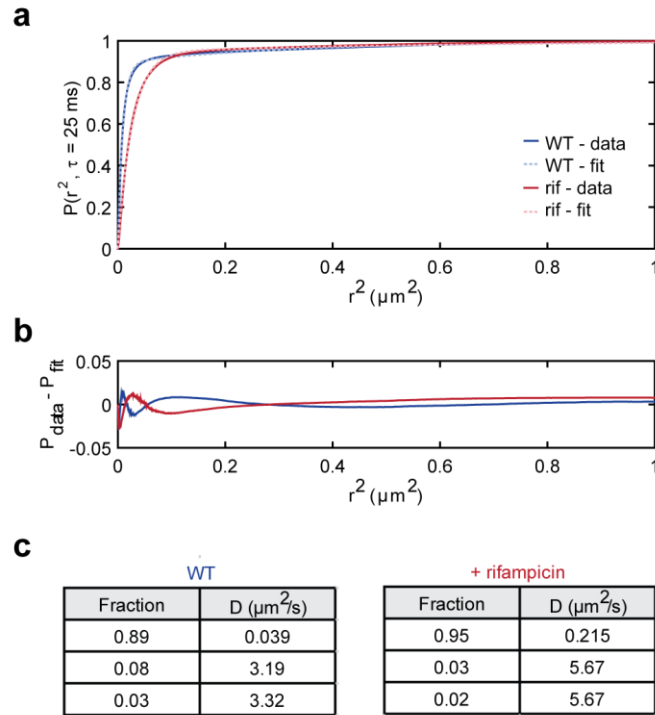 a
P(r², τ = 25 ms)
1
0.8
0.6
0.4
0.2
0
WT - data
WT - fit
rif - data
rif - fit
0 0.2 0.4 0.6 0.8 1
r² (μm²)
b
P_data - P_fit
0.05
0
-0.05
0 0.2 0.4 0.6 0.8 1
r² (μm²)
c
WT
Fraction D (μm²/s)
0.89 0.039
0.08 3.19
0.03 3.32
+ rifampicin
Fraction D (μm²/s)
0.95 0.215
0.03 5.67
0.02 5.67